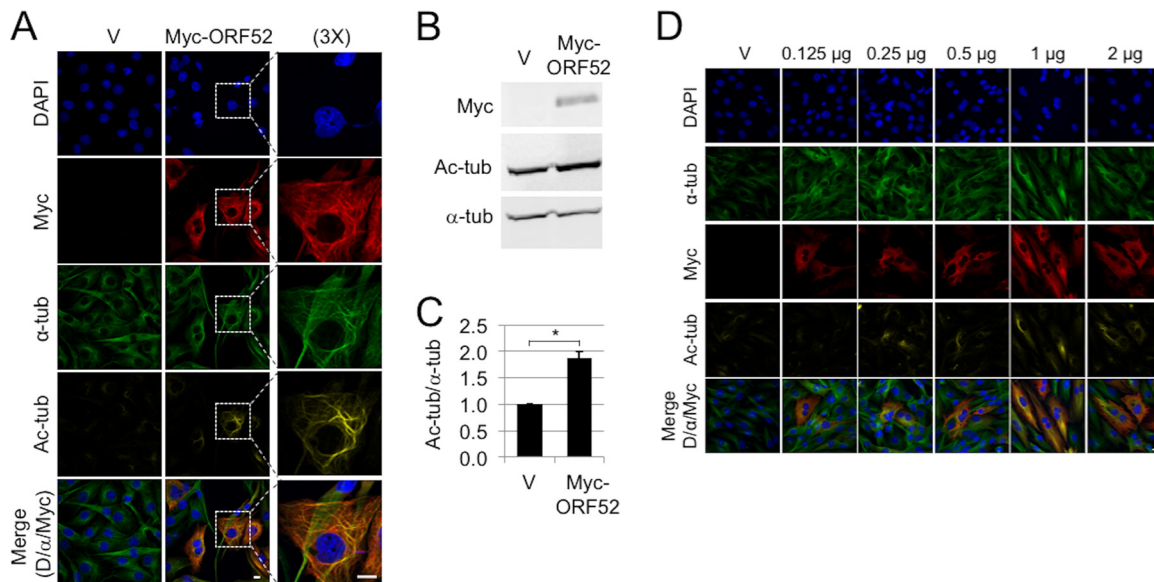 A
V Myc-ORF52 (3X)
DAPI
Myc
α-tub
Ac-tub
Merge
(D/α/Myc)
B
V Myc-
ORF52
Myc
Ac-tub
α-tub
C
Ac-tub/α-tub
2.5
2.0
1.5
1.0
0.5
0.0
*
V Myc-
ORF52
D
V 0.125 µg 0.25 µg 0.5 µg 1 µg 2 µg
DAPI
α-tub
Myc
Ac-tub
Merge
D/α/Myc